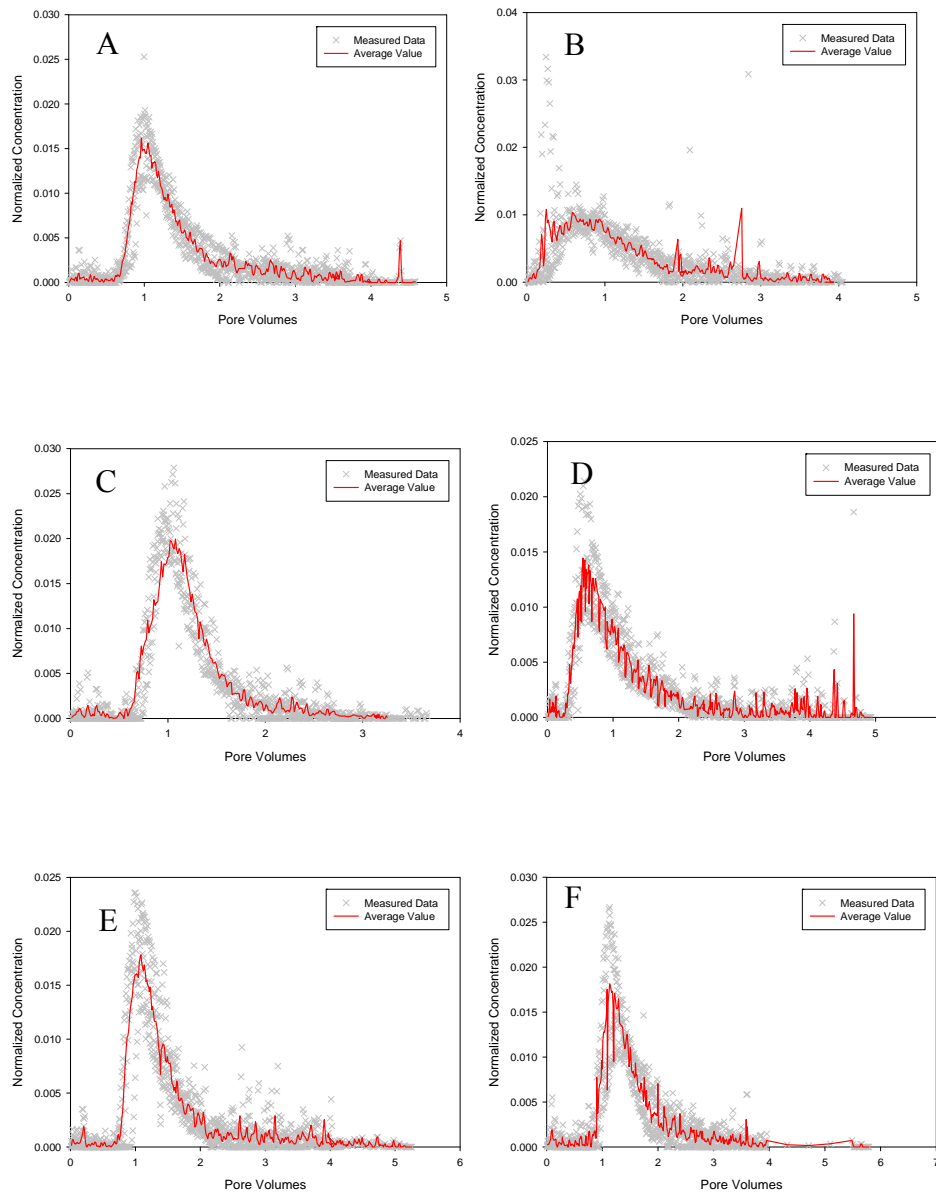 A
Measured Data
Average Value
Normalized Concentration
0.030
0.025
0.020
0.015
0.010
0.005
0.000
0 1 2 3 4 5
Pore Volumes
B
Measured Data
Average Value
Normalized Concentration
0.04
0.03
0.02
0.01
0.00
0 1 2 3 4 5
Pore Volumes
C
Measured Data
Average Value
Normalized Concentration
0.030
0.025
0.020
0.015
0.010
0.005
0.000
0 1 2 3 4
Pore Volumes
D
Measured Data
Average Value
Normalized Concentration
0.025
0.020
0.015
0.010
0.005
0.000
0 1 2 3 4 5
Pore Volumes
E
Measured Data
Average Value
Normalized Concentration
0.025
0.020
0.015
0.010
0.005
0.000
0 1 2 3 4 5 6
Pore Volumes
F
Measured Data
Average Value
Normalized Concentration
0.030
0.025
0.020
0.015
0.010
0.005
0.000
0 1 2 3 4 5 6 7
Pore Volumes